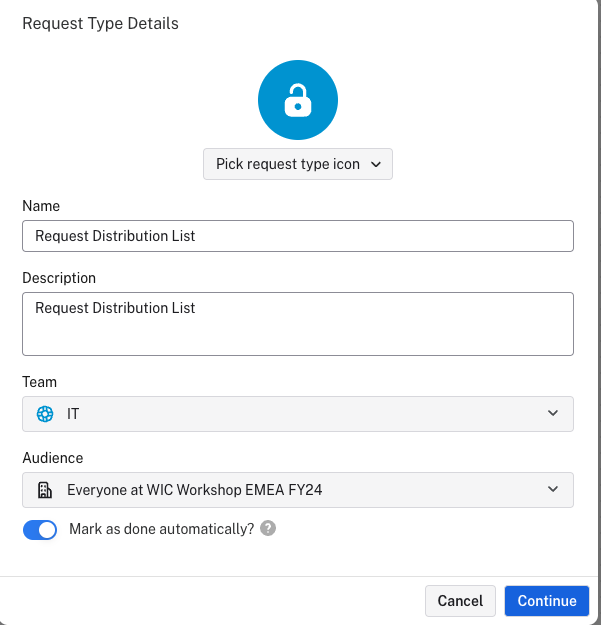 Request Type Details
Pick request type icon
Name
Request Distribution List
Description
Request Distribution List
Team
IT
Audience
Everyone at WIC Workshop EMEA FY24
Mark as done automatically? ?
Cancel Continue